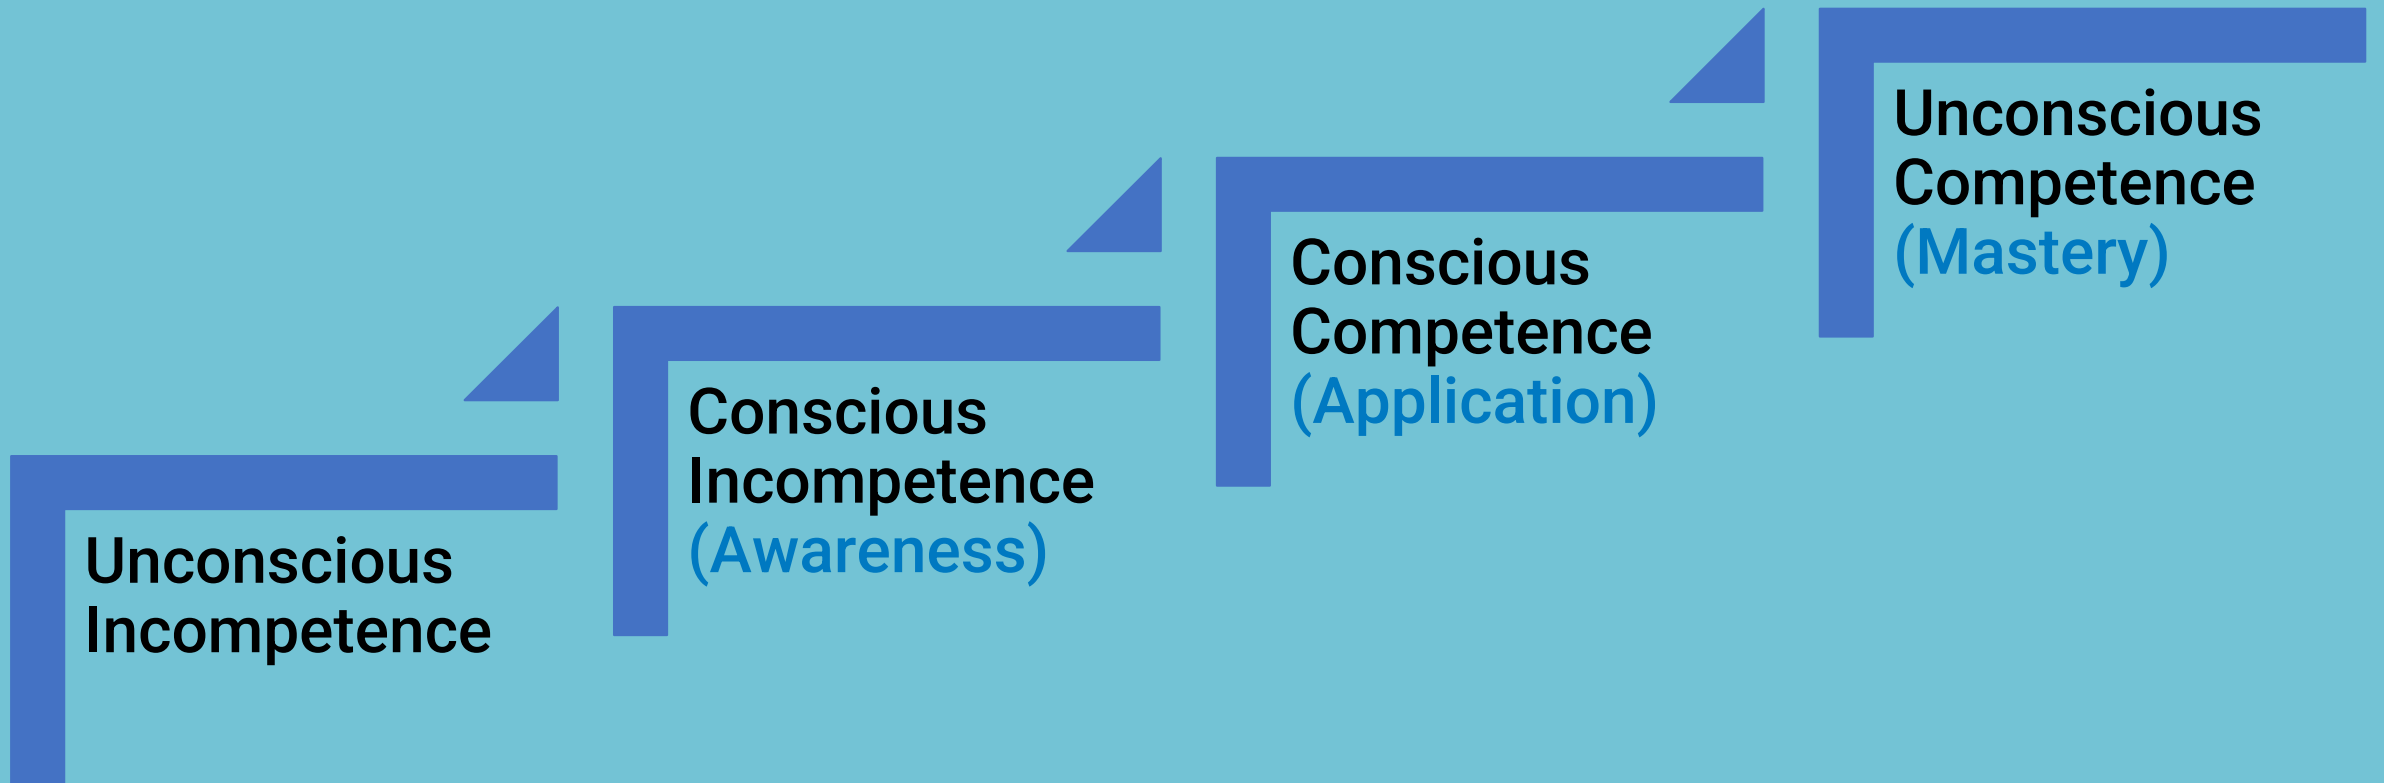 Unconscious
Incompetence
Conscious
Incompetence
(Awareness)
Conscious
Competence
(Application)
Unconscious
Competence
(Mastery)